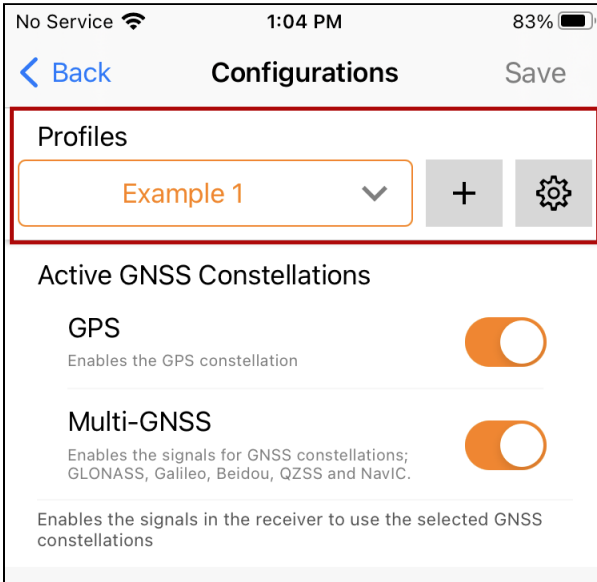 No Service 1:04 PM 83%
Back Configurations Save
Profiles
Example 1 +
Active GNSS Constellations
GPS
Enables the GPS constellation
Multi-GNSS
Enables the signals for GNSS constellations;
GLONASS, Galileo, Beidou, QZSS and NavIC.
Enables the signals in the receiver to use the selected GNSS
constellations